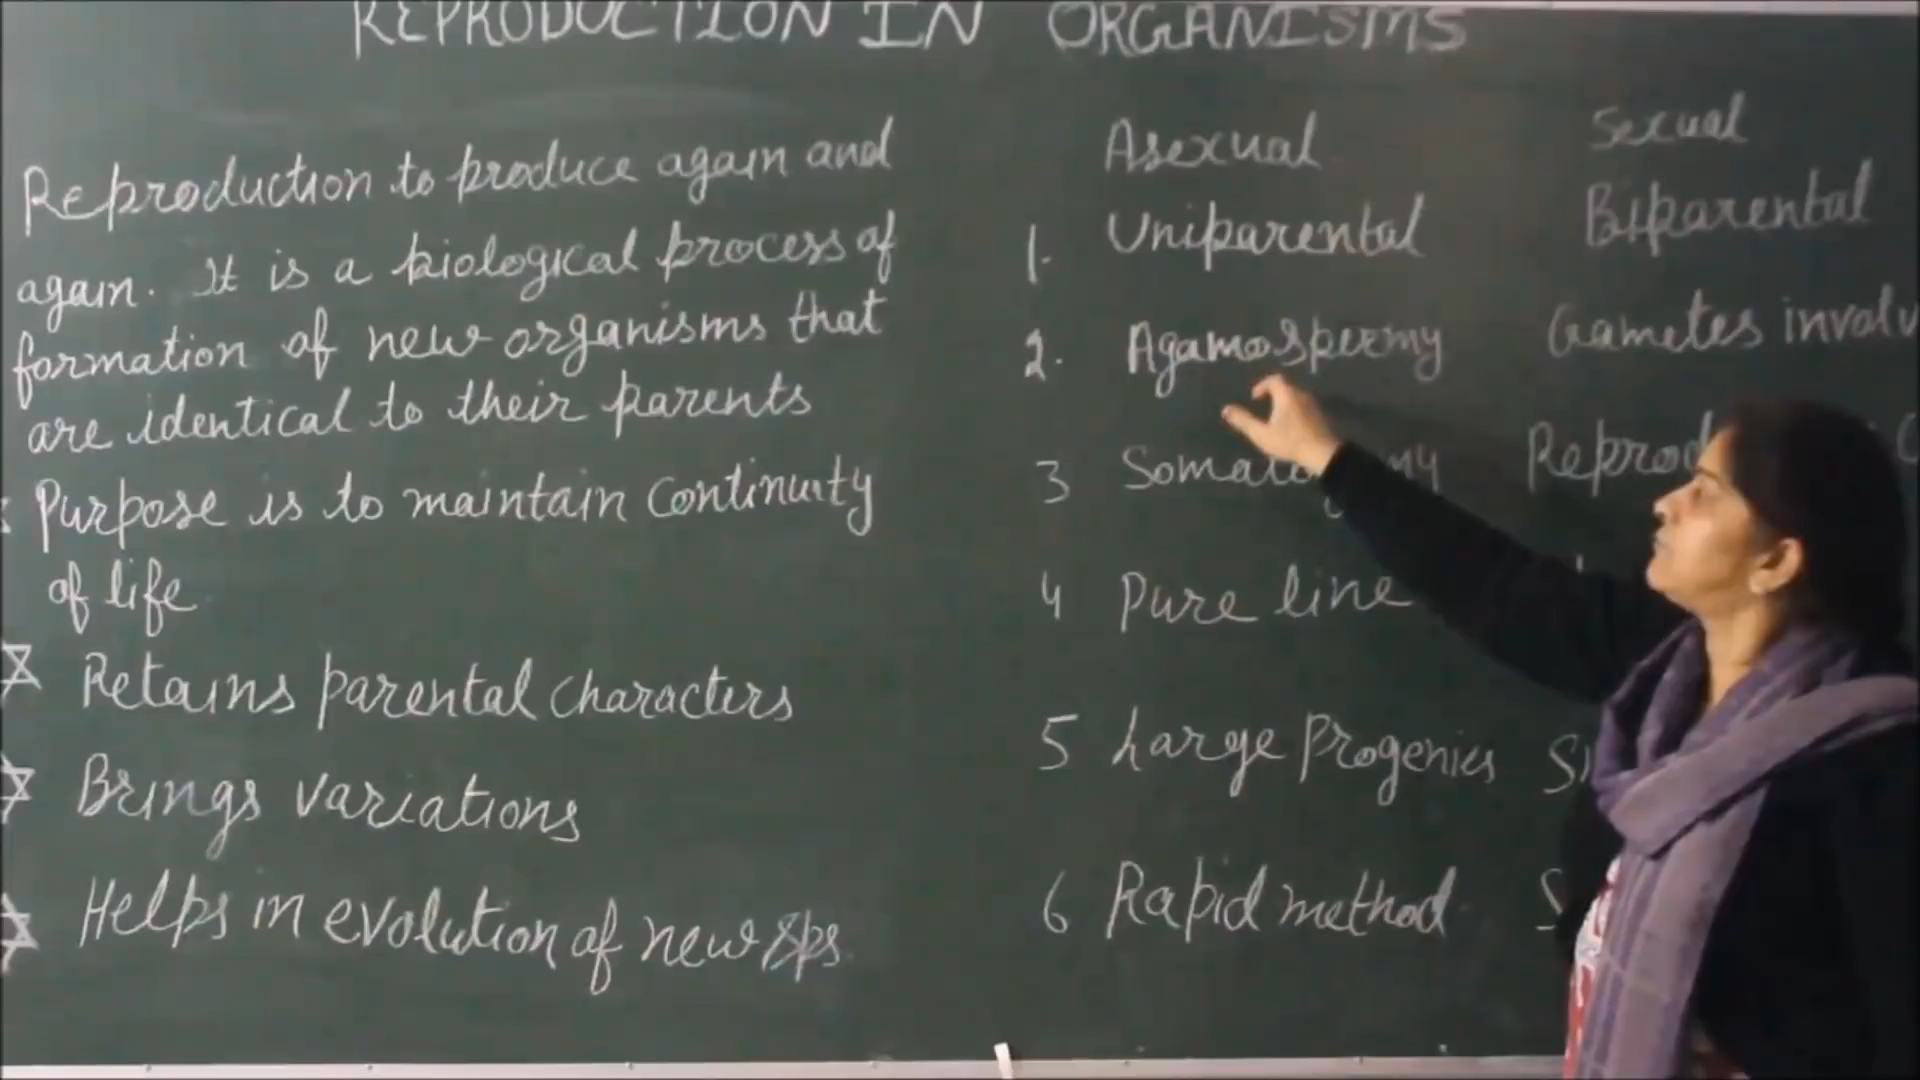 REPRODUCTION IN ORGANISMS
Reproduction to produce again and
again. It is a biological process of
formation of new organisms that
are identical to their parents
Purpose is to maintain continuity
of life
Retains parental characters
Brings variations
Helps in evolution of new sps.
Asexual Sexual
1. Uniparental Biparental
2. Agamospermy Gametes
3
4 Pure line
5 Large Progenies
6 Rapid method